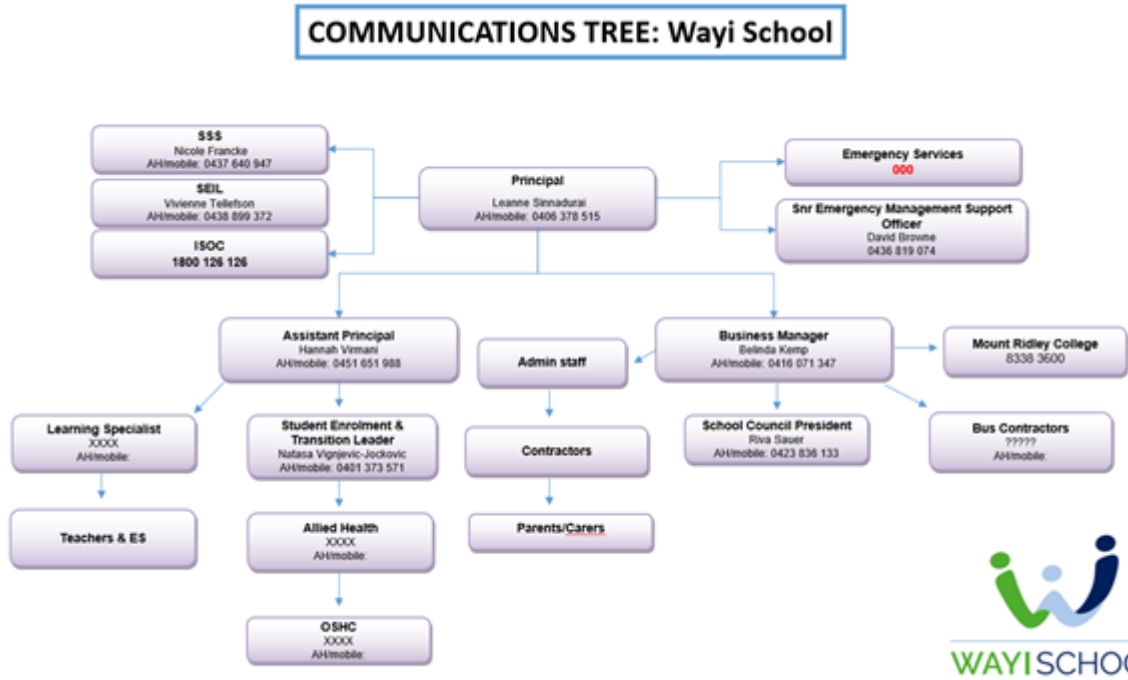 COMMUNICATIONS TREE: Wayi School
SSS
Nicole Francke
AH/mobile: 0437 640 947
SEIL
Vivienne Tellefson
AH/mobile: 0438 899 372
ISOC
1800 126 126
Principal
Leanne Sinnadurai
AH/mobile: 0406 378 515
Emergency Services
000
Snr Emergency Management Support
Officer
David Browne
0436 819 074
Assistant Principal
Hannah Virmani
AH/mobile: 0451 651 988
Admin staff
Business Manager
Belinda Kemp
AH/mobile: 0416 071 347
Mount Ridley College
8338 3600
Learning Specialist
XXXX
AH/mobile:
Student Enrolment &
Transition Leader
Natasa Vignjevic-Jockovic
AH/mobile: 0401 373 571
Contractors
School Council President
Riva Sauer
AH/mobile: 0423 836 133
Bus Contractors
?????
AH/mobile:
Teachers & ES
Allied Health
XXXX
AH/mobile:
Parents/Carers
OSHC
XXXX
AH/mobile:
WAYI SCHOO